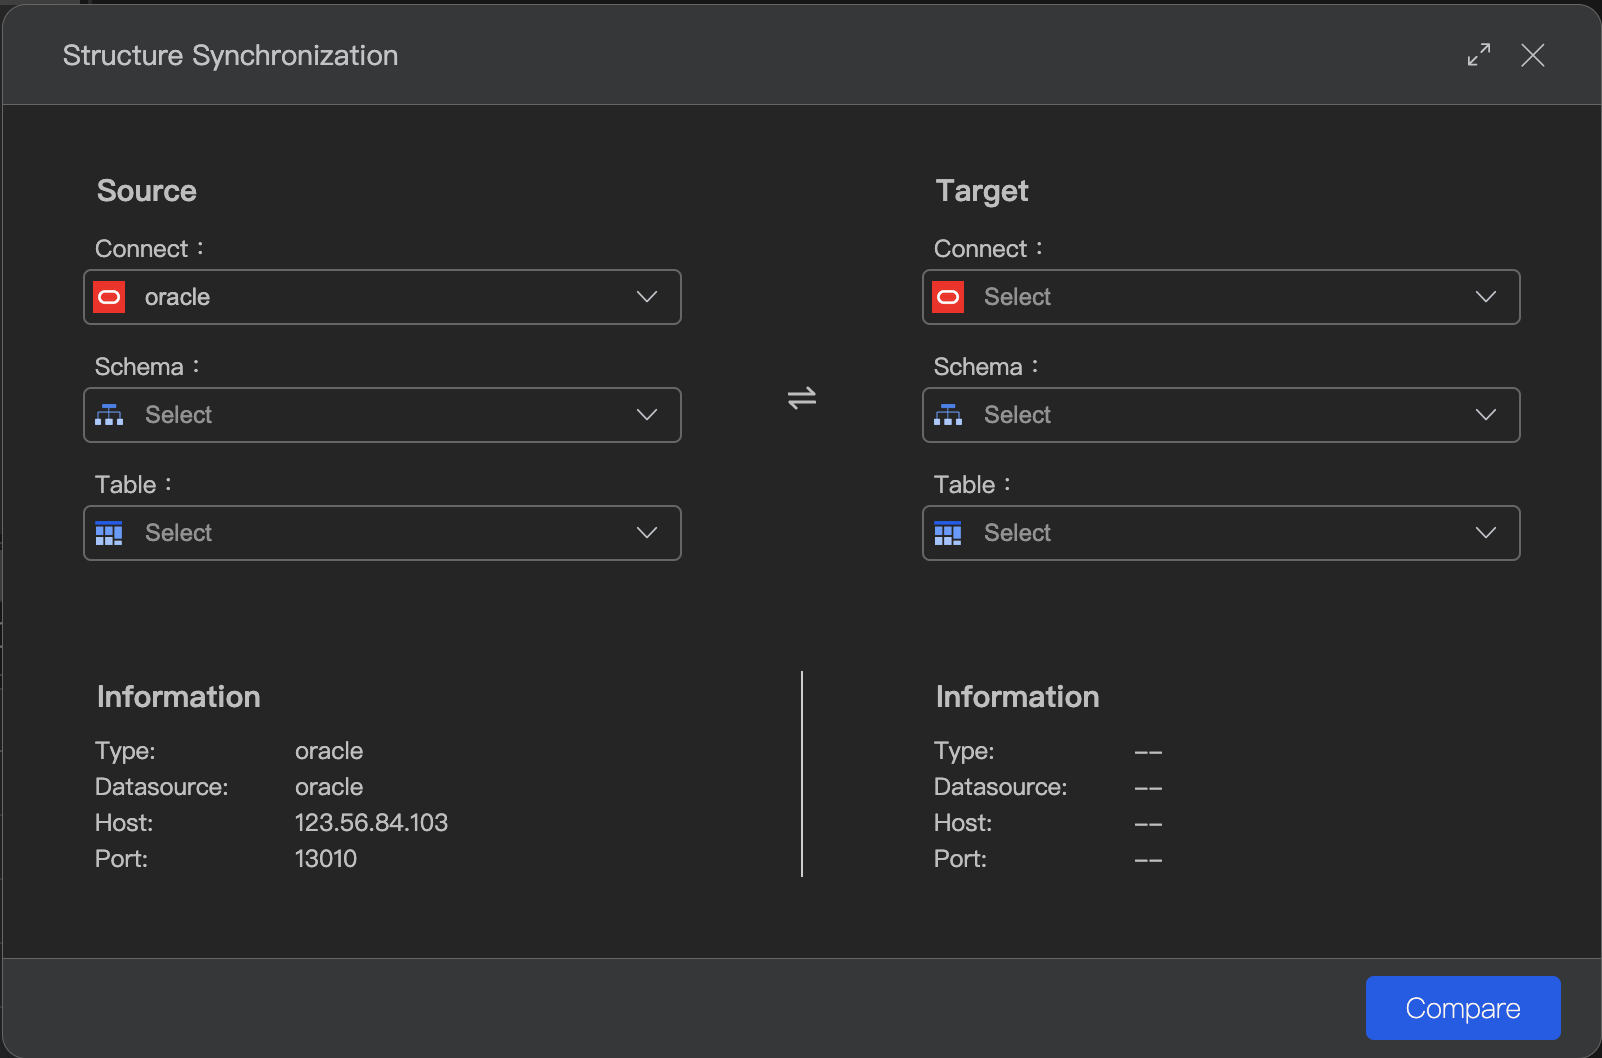 Structure Synchronization
Source
Connect：
oracle
Schema：
Select
Table：
Select
Target
Connect：
Select
Schema：
Select
Table：
Select
Information
Type: oracle
Datasource: oracle
Host: 123.56.84.103
Port: 13010
Information
Type: --
Datasource: --
Host: --
Port: --
Compare